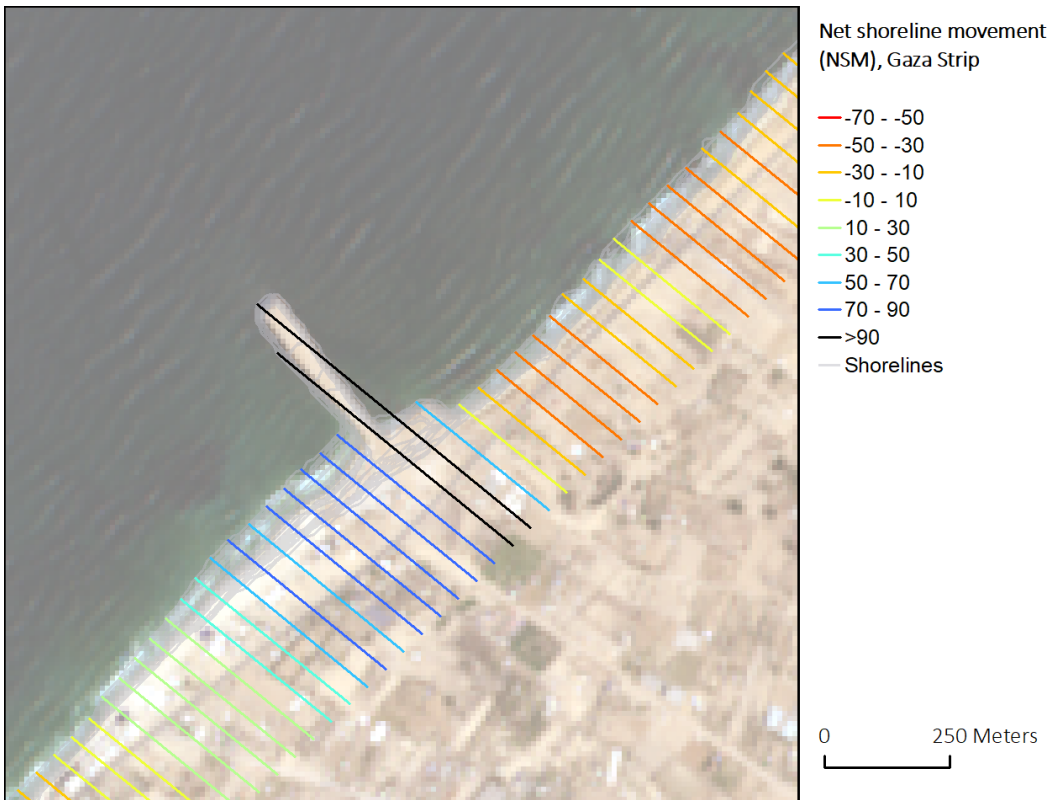 Net shoreline movement
(NSM), Gaza Strip
-70 - -50
-50 - -30
-30 - -10
-10 - 10
10 - 30
30 - 50
50 - 70
70 - 90
>90
Shorelines
0 250 Meters